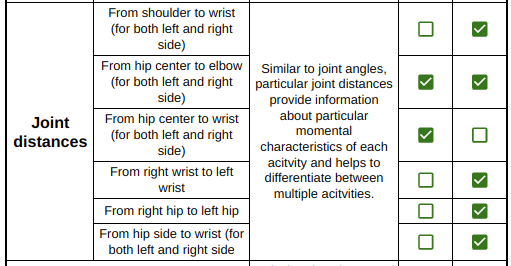 From shoulder to wrist
(for both left and right
side)
From hip center to elbow
(for both left and right
side)
From hip center to wrist
(for both left and right
side)
From right wrist to left
wrist
From right hip to left hip
From hip side to wrist (for
both left and right side
Joint
distances
Similar to joint angles,
particular joint distances
provide information
about particular
momental
characteristics of each
acitvity and helps to
differentiate between
multiple acitvities.